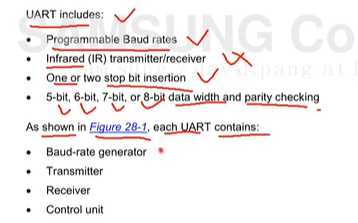 UART includes:
• Programmable Baud rates
• Infrared (IR) transmitter/receiver
• One or two stop bit insertion
• 5-bit, 6-bit, 7-bit, or 8-bit data width and parity checking
As shown in Figure 28-1, each UART contains:
• Baud-rate generator
• Transmitter
• Receiver
• Control unit